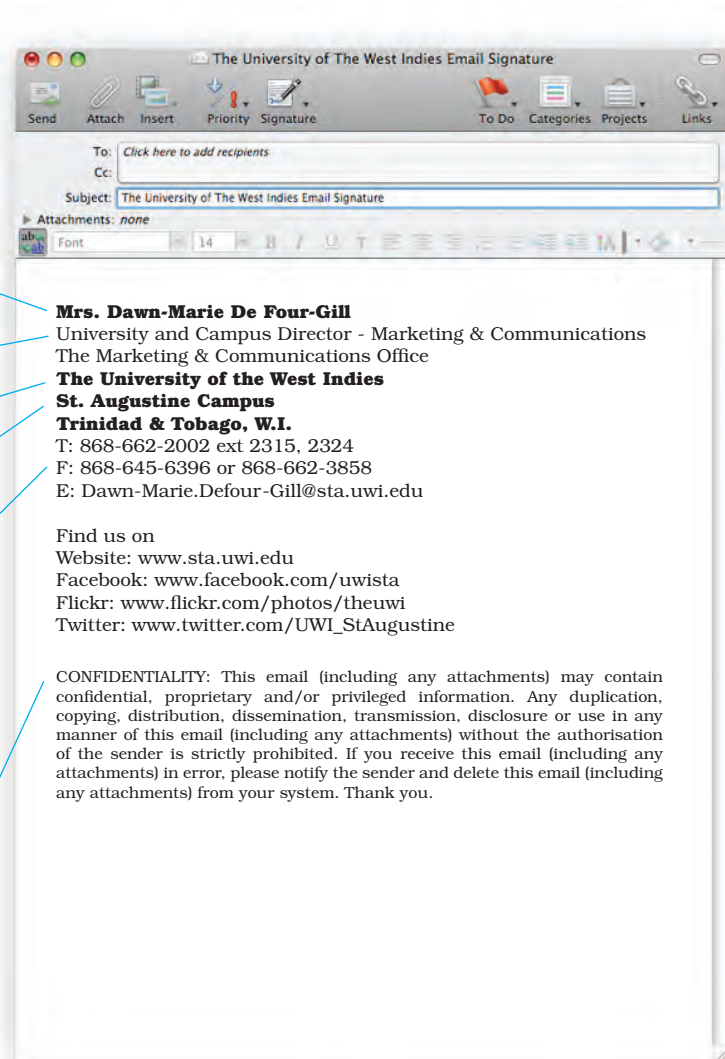 The University of The West Indies Email Signature
Send Attach Insert Priority Signature To Do Categories Projects Links
To: Click here to add recipients
Cc:
Subject: The University of The West Indies Email Signature
Attachments: none
Font 14 B I U T
Mrs. Dawn-Marie De Four-Gill
University and Campus Director - Marketing & Communications
The Marketing & Communications Office
The University of the West Indies
St. Augustine Campus
Trinidad & Tobago, W.I.
T: 868-662-2002 ext 2315, 2324
F: 868-645-6396 or 868-662-3858
E: Dawn-Marie.Defour-Gill@sta.uwi.edu
Find us on
Website: www.sta.uwi.edu
Facebook: www.facebook.com/uwista
Flickr: www.flickr.com/photos/theuwi
Twitter: www.twitter.com/UWI_StAugustine
CONFIDENTIALITY: This email (including any attachments) may contain
confidential, proprietary and/or privileged information. Any duplication,
copying, distribution, dissemination, transmission, disclosure or use in any
manner of this email (including any attachments) without the authorisation
of the sender is strictly prohibited. If you receive this email (including any
attachments) in error, please notify the sender and delete this email (including
any attachments) from your system. Thank you.